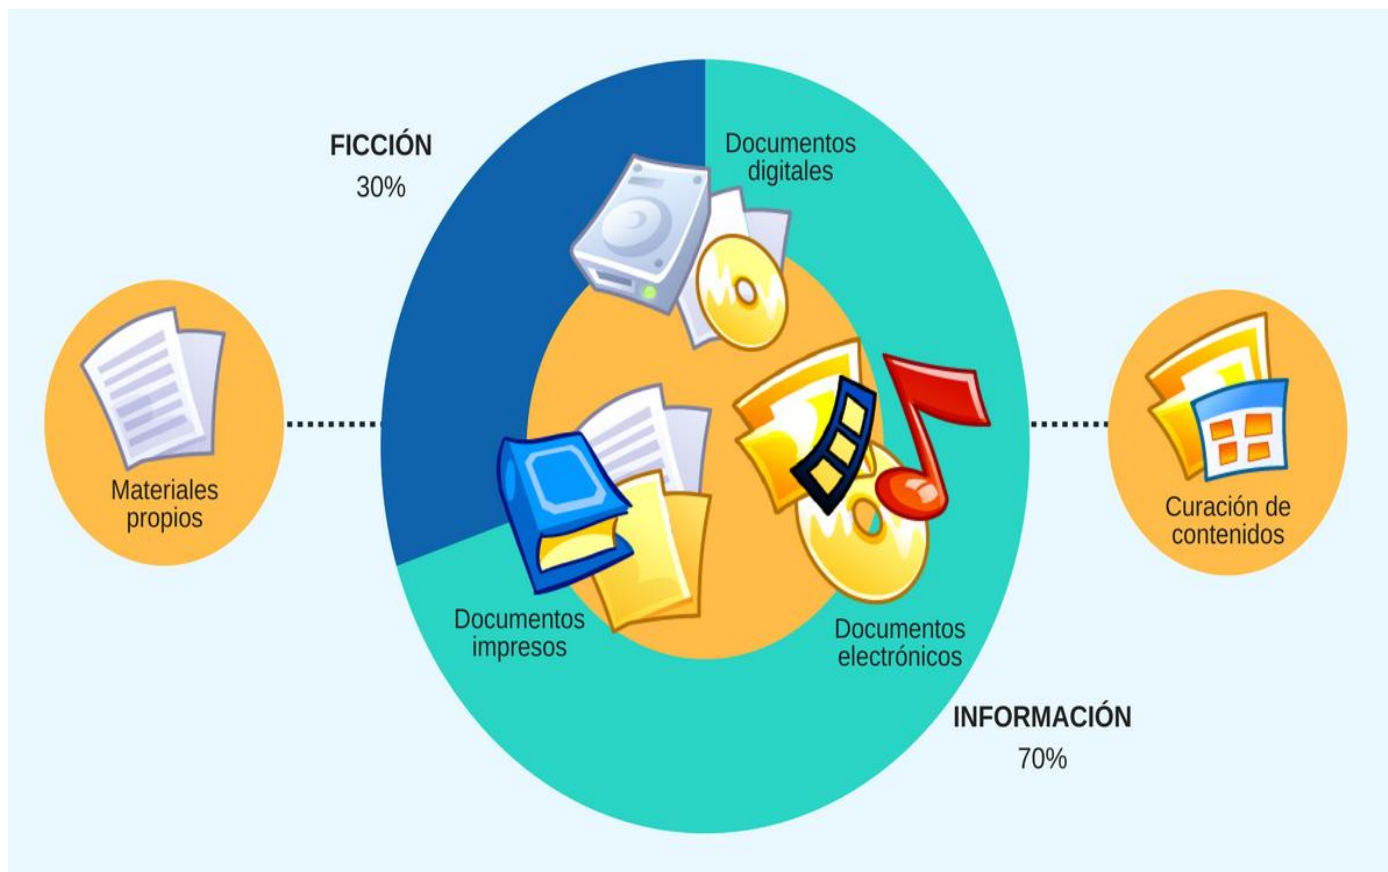 FICCIÓN
30%
Documentos
digitales
Materiales
propios
Curación de
contenidos
Documentos
impresos
Documentos
electrónicos
INFORMACIÓN
70%